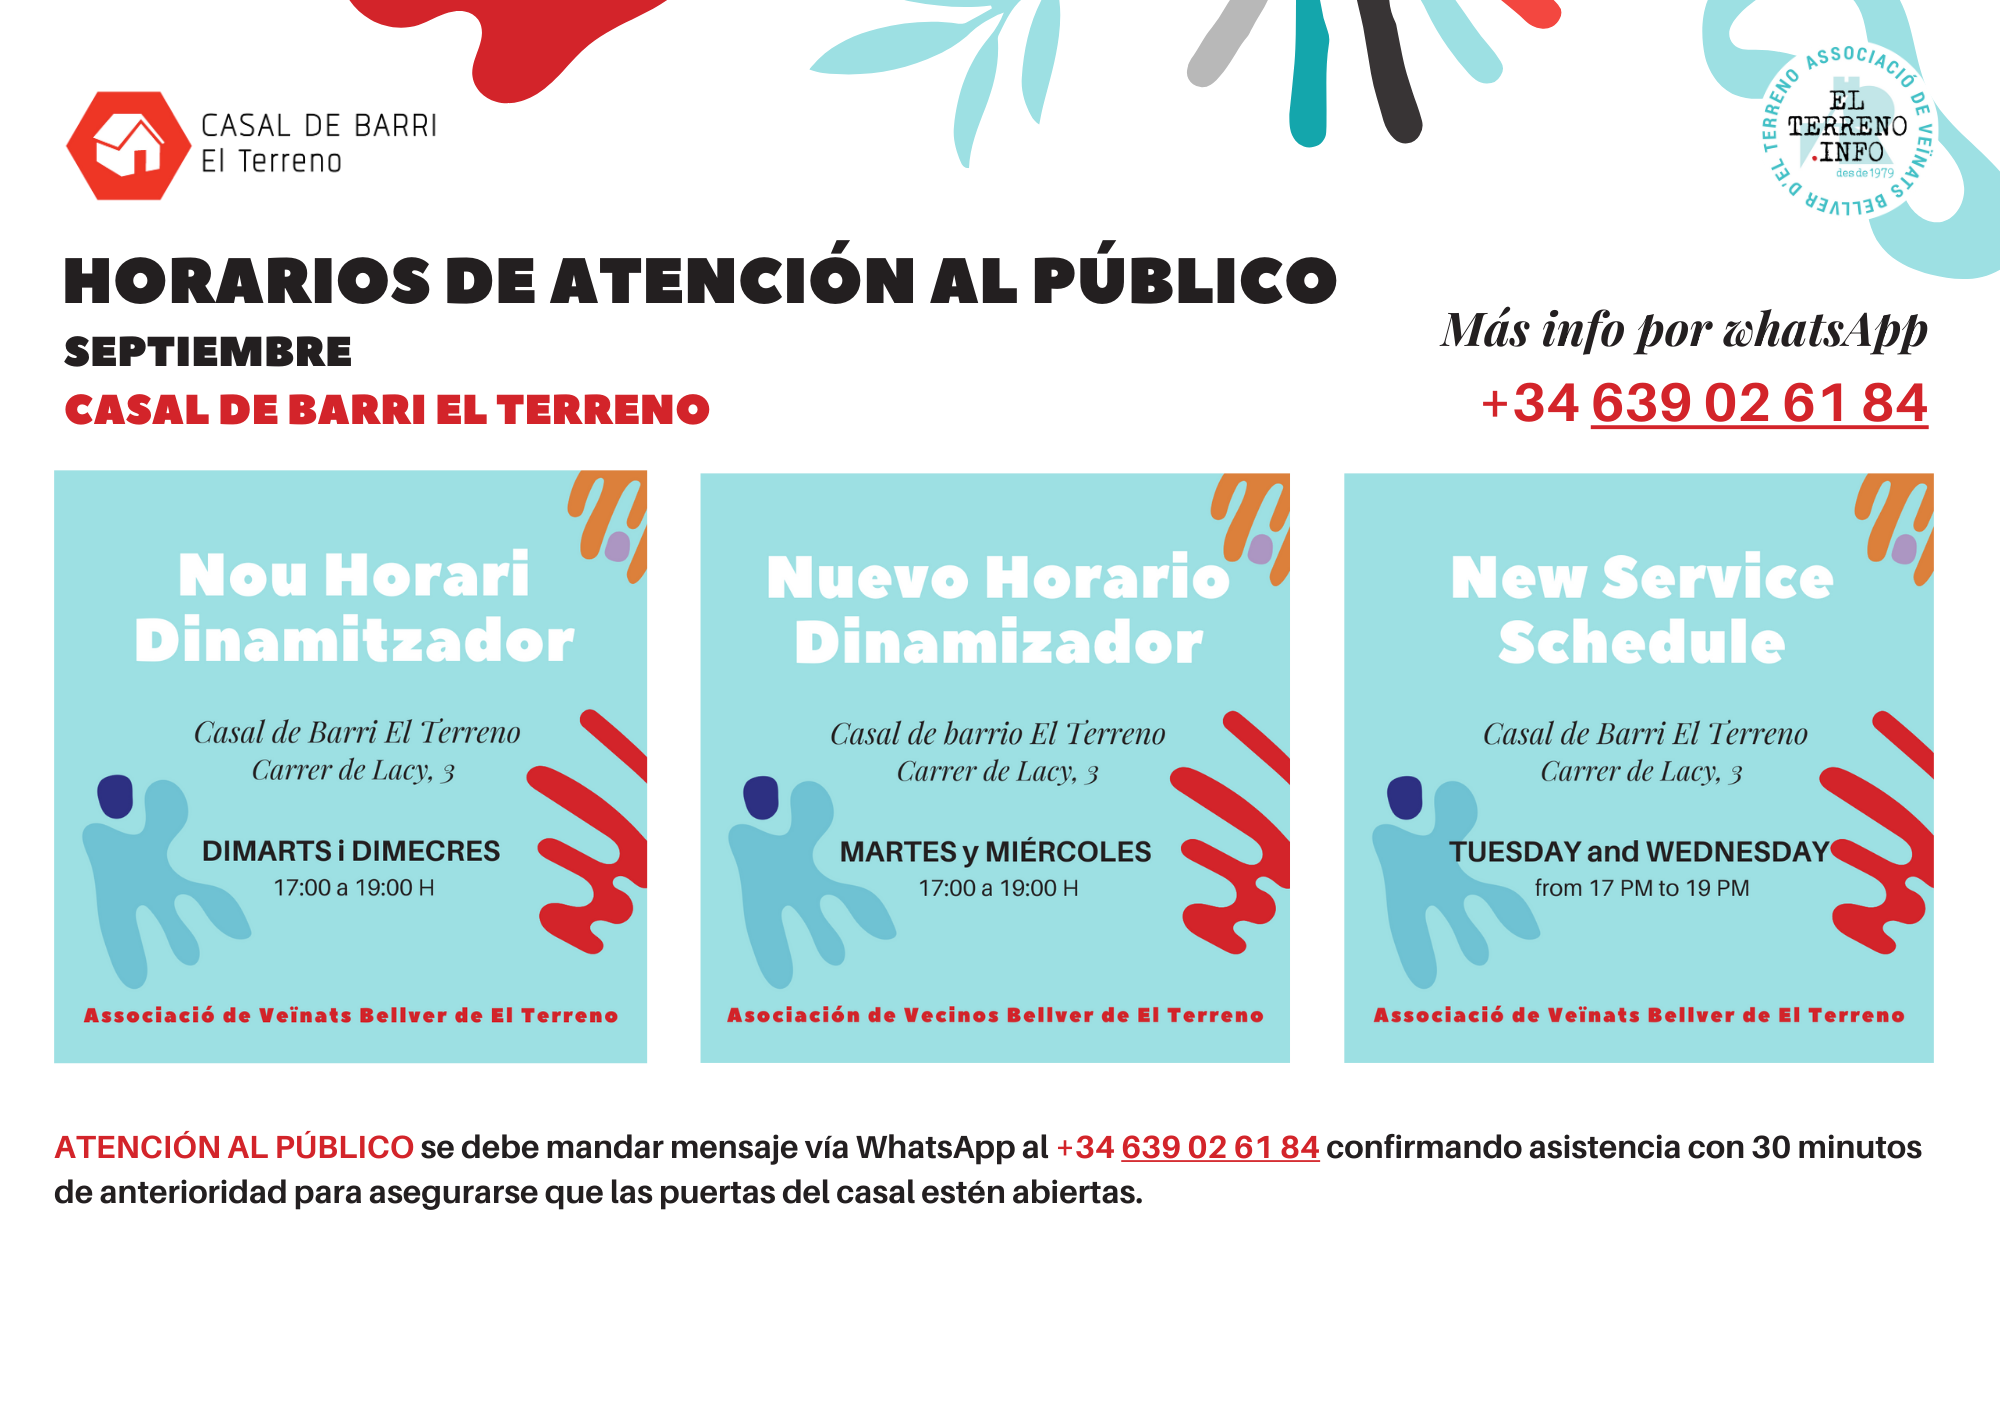 CASAL DE BARRI
El Terreno
ASSOCIACIÓ DE VEÏNATS BELLVER D'EL TERRENO
EL
TERRENO
.INFO
desde 1979
HORARIOS DE ATENCIÓN AL PÚBLICO
SEPTIEMBRE
CASAL DE BARRI EL TERRENO
Más info por whatsApp
+34 639 02 61 84
Nou Horari
Dinamitzador
Casal de Barri El Terreno
Carrer de Lacy, 3
DIMARTS i DIMECRES
17:00 a 19:00 H
Associació de Veïnats Bellver de El Terreno
Nuevo Horario
Dinamizador
Casal de barrio El Terreno
Carrer de Lacy, 3
MARTES y MIÉRCOLES
17:00 a 19:00 H
Asociación de Vecinos Bellver de El Terreno
New Service
Schedule
Casal de Barri El Terreno
Carrer de Lacy, 3
TUESDAY and WEDNESDAY
from 17 PM to 19 PM
Associació de Veïnats Bellver de El Terreno
ATENCIÓN AL PÚBLICO se debe mandar mensaje vía WhatsApp al +34 639 02 61 84 confirmando asistencia con 30 minutos
de anterioridad para asegurarse que las puertas del casal estén abiertas.